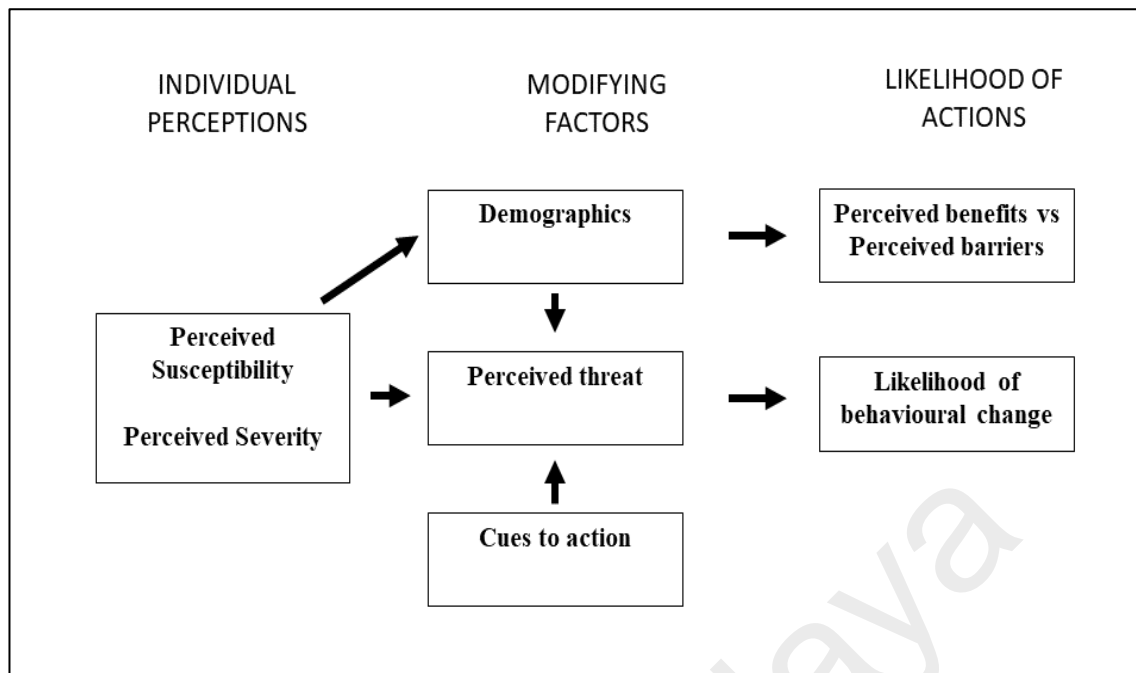 INDIVIDUAL
PERCEPTIONS
MODIFYING
FACTORS
LIKELIHOOD OF
ACTIONS
Demographics
Perceived benefits vs
Perceived barriers
Perceived
Susceptibility
Perceived Severity
Perceived threat
Likelihood of
behavioural change
Cues to action
laya